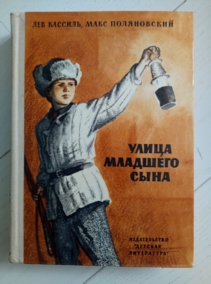 ЛЕВ КАССИЛЬ, МАКС ПОЛЯНОВСКИЙ
УЛИЦА
МЛАДШЕГО
СЫНА
ИЗДАТЕЛЬСТВО
"ДЕТСКАЯ
ЛИТЕРАТУРА"